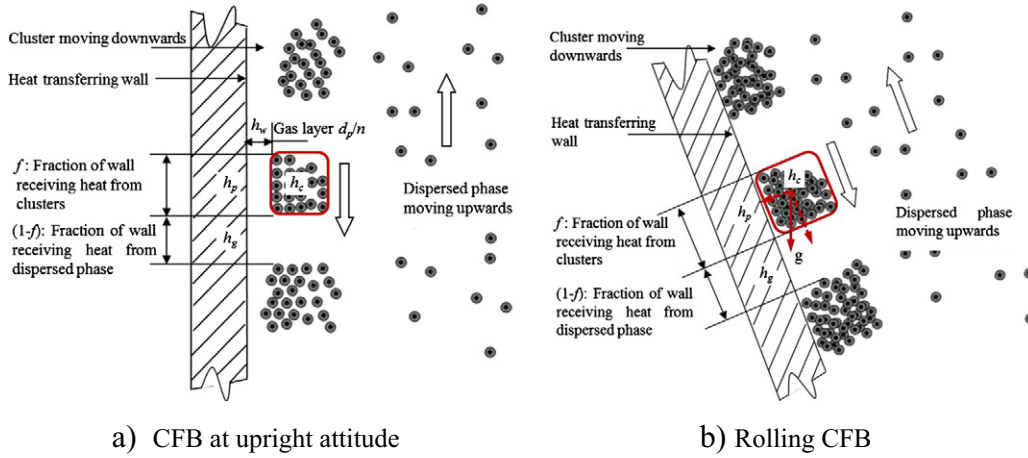 Cluster moving downwards
Heat transferring wall
h_w
Gas layer d_p/n
f : Fraction of wall
receiving heat from
clusters
h_p
h_c
(1-f): Fraction of wall
receiving heat from
dispersed phase
h_g
Dispersed phase
moving upwards
a) CFB at upright attitude
Cluster moving
downwards
Heat transferring
wall
h_c
h_p
f : Fraction of wall
receiving heat from
clusters
g
h_g
(1-f): Fraction of wall
receiving heat from
dispersed phase
Dispersed phase
moving upwards
b) Rolling CFB